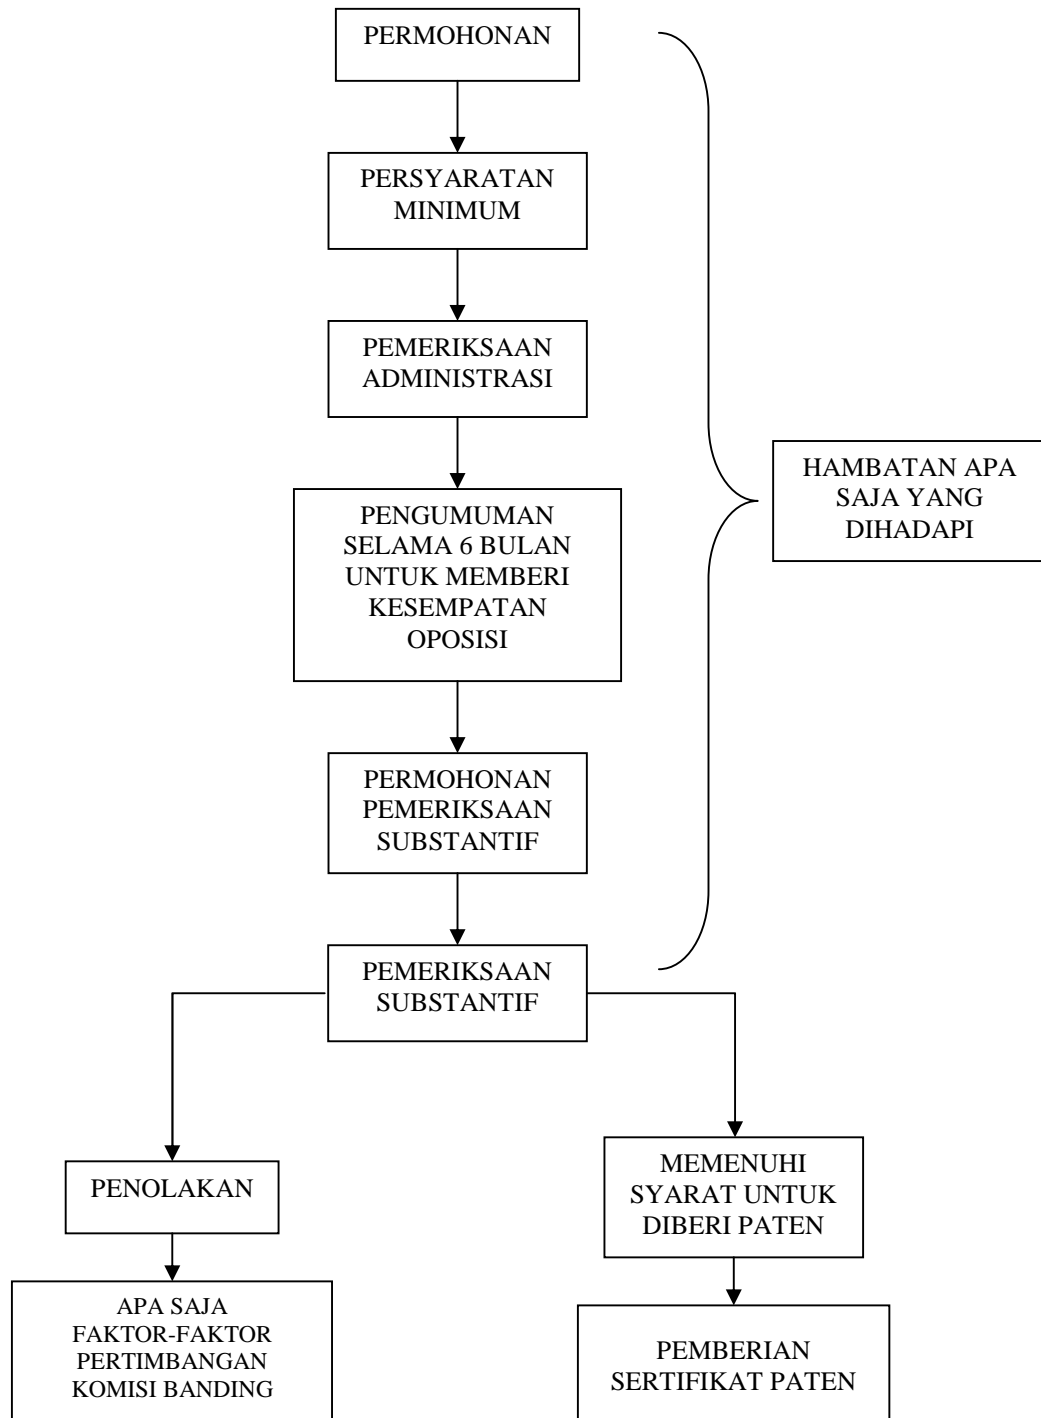 PERMOHONAN
PERSYARATAN
MINIMUM
PEMERIKSAAN
ADMINISTRASI
PENGUMUMAN
SELAMA 6 BULAN
UNTUK MEMBERI
KESEMPATAN
OPOSISI
HAMBATAN APA
SAJA YANG
DIHADAPI
PERMOHONAN
PEMERIKSAAN
SUBSTANTIF
PEMERIKSAAN
SUBSTANTIF
PENOLAKAN
MEMENUHI
SYARAT UNTUK
DIBERI PATEN
APA SAJA
FAKTOR-FAKTOR
PERTIMBANGAN
KOMISI BANDING
PEMBERIAN
SERTIFIKAT PATEN